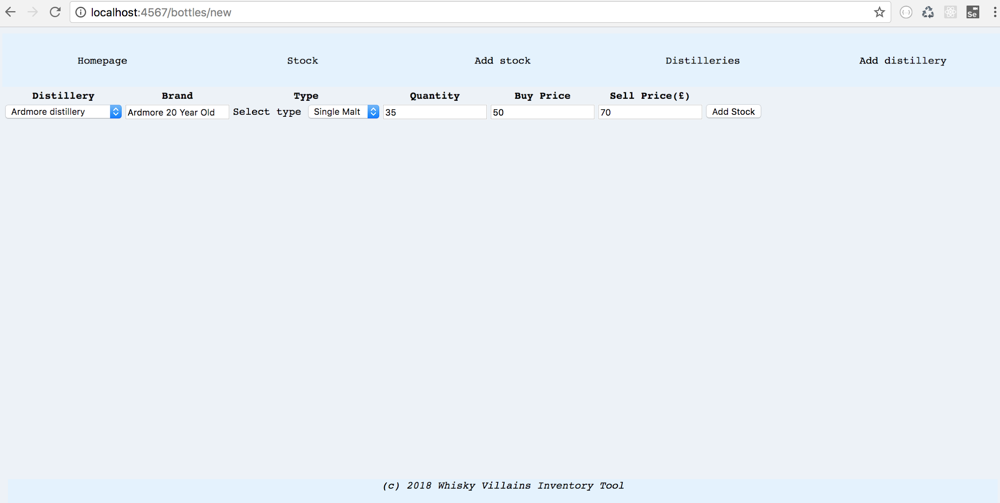 localhost:4567/bottles/new
{...}
Se
Homepage Stock Add stock Distilleries Add distillery
Distillery Brand Type Quantity Buy Price Sell Price(£)
Ardmore distillery Ardmore 20 Year Old Select type Single Malt 35 50 70 Add Stock
(c) 2018 Whisky Villains Inventory Tool